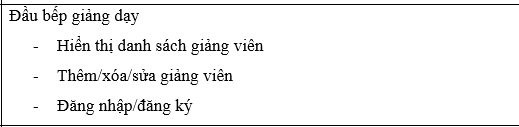 Đầu bếp giảng dạy
- Hiển thị danh sách giảng viên
- Thêm/xóa/sửa giảng viên
- Đăng nhập/đăng ký